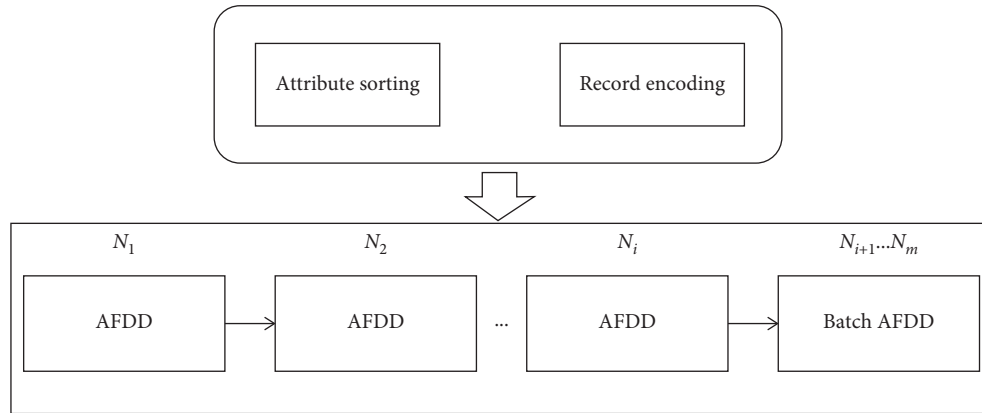 Attribute sorting
Record encoding
N₁
N₂
Nᵢ
Nᵢ₊₁...Nₘ
AFDD
AFDD
...
AFDD
Batch AFDD